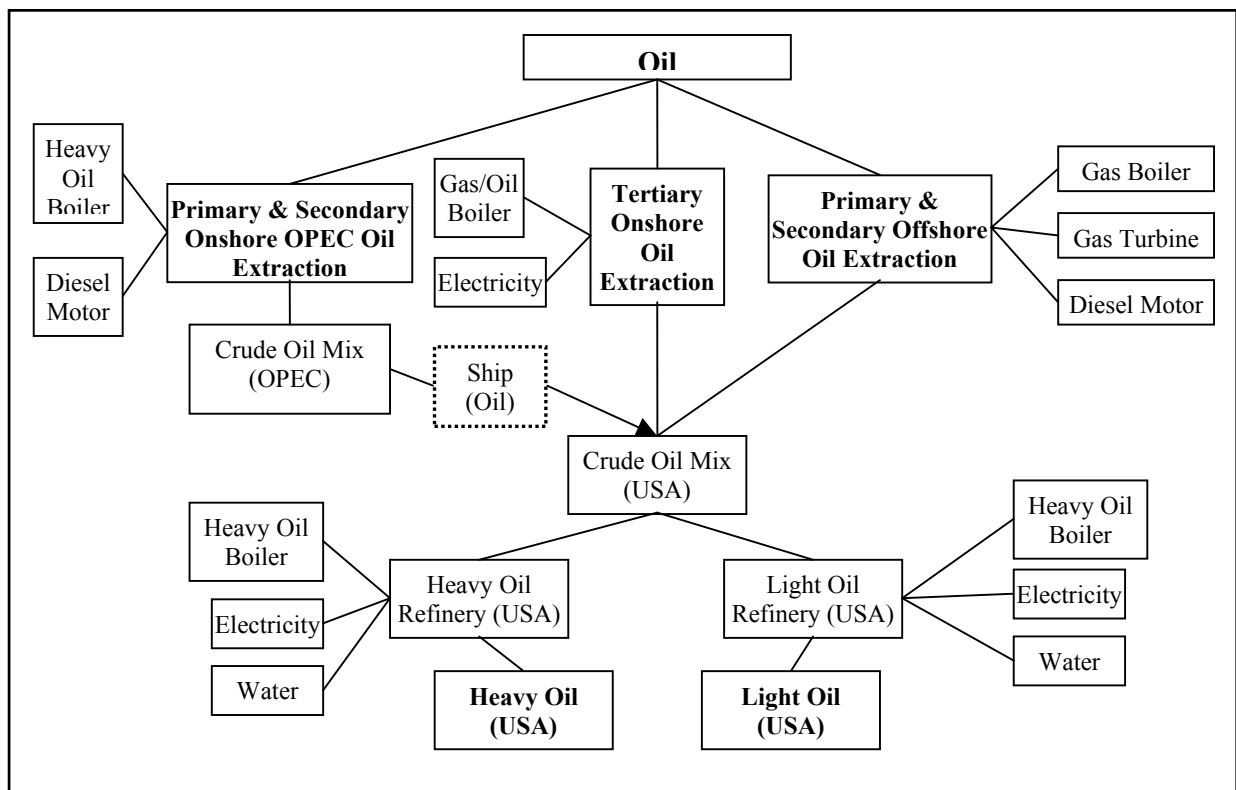 Oil
Heavy
Oil
Boiler
Diesel
Motor
Primary & Secondary
Onshore OPEC Oil
Extraction
Gas/Oil
Boiler
Electricity
Tertiary
Onshore
Oil
Extraction
Primary &
Secondary Offshore
Oil Extraction
Gas Boiler
Gas Turbine
Diesel Motor
Crude Oil Mix
(OPEC)
Ship
(Oil)
Crude Oil Mix
(USA)
Heavy Oil
Boiler
Electricity
Water
Heavy Oil
Refinery (USA)
Light Oil
Refinery (USA)
Heavy Oil
Boiler
Electricity
Water
Heavy Oil
(USA)
Light Oil
(USA)